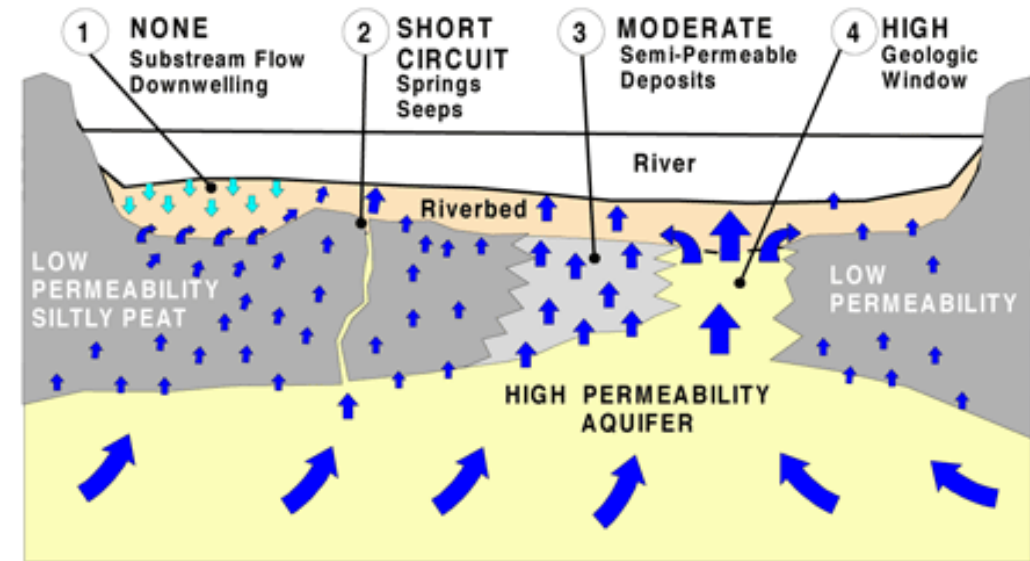 1 NONE
Substream Flow
Downwelling
2 SHORT
CIRCUIT
Springs
Seeps
3 MODERATE
Semi-Permeable
Deposits
4 HIGH
Geologic
Window
River
Riverbed
LOW
PERMEABILITY
SILTLY PEAT
LOW
PERMEABILITY
HIGH PERMEABILITY
AQUIFER